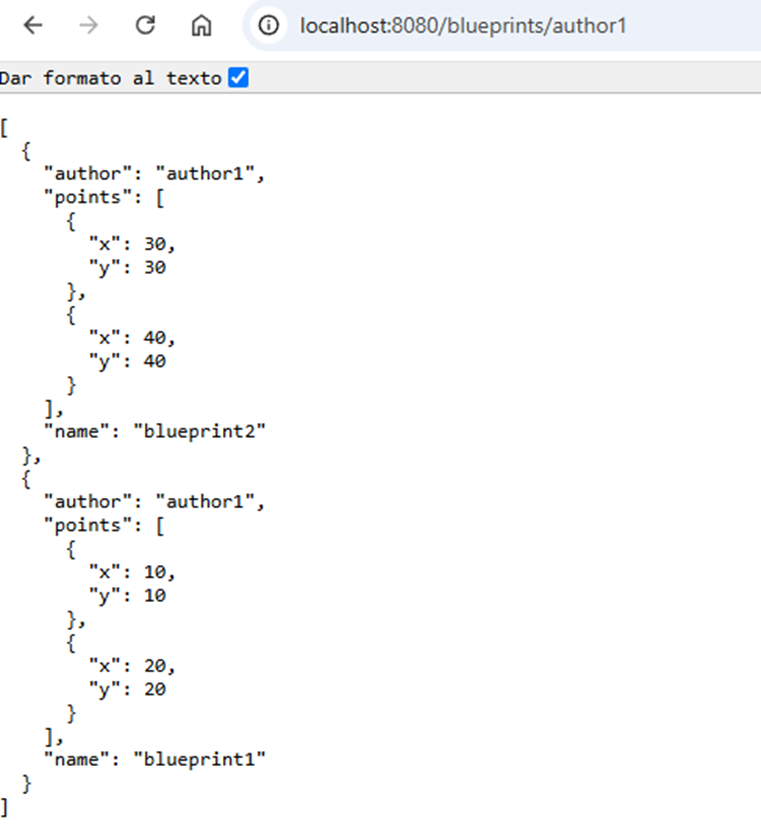 localhost:8080/blueprints/author1
Dar formato al texto
[
  {
    "author": "author1",
    "points": [
      {
        "x": 30,
        "y": 30
      },
      {
        "x": 40,
        "y": 40
      }
    ],
    "name": "blueprint2"
  },
  {
    "author": "author1",
    "points": [
      {
        "x": 10,
        "y": 10
      },
      {
        "x": 20,
        "y": 20
      }
    ],
    "name": "blueprint1"
  }
]